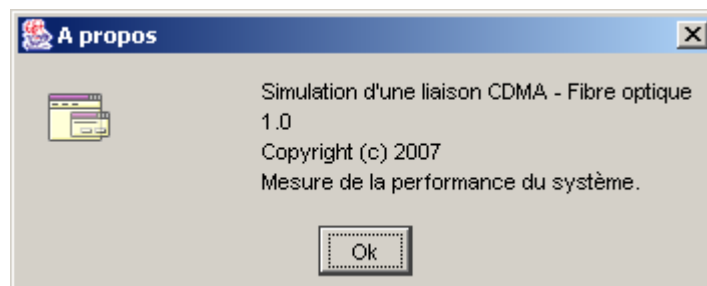 A propos
Simulation d'une liaison CDMA - Fibre optique
1.0
Copyright (c) 2007
Mesure de la performance du système.
Ok